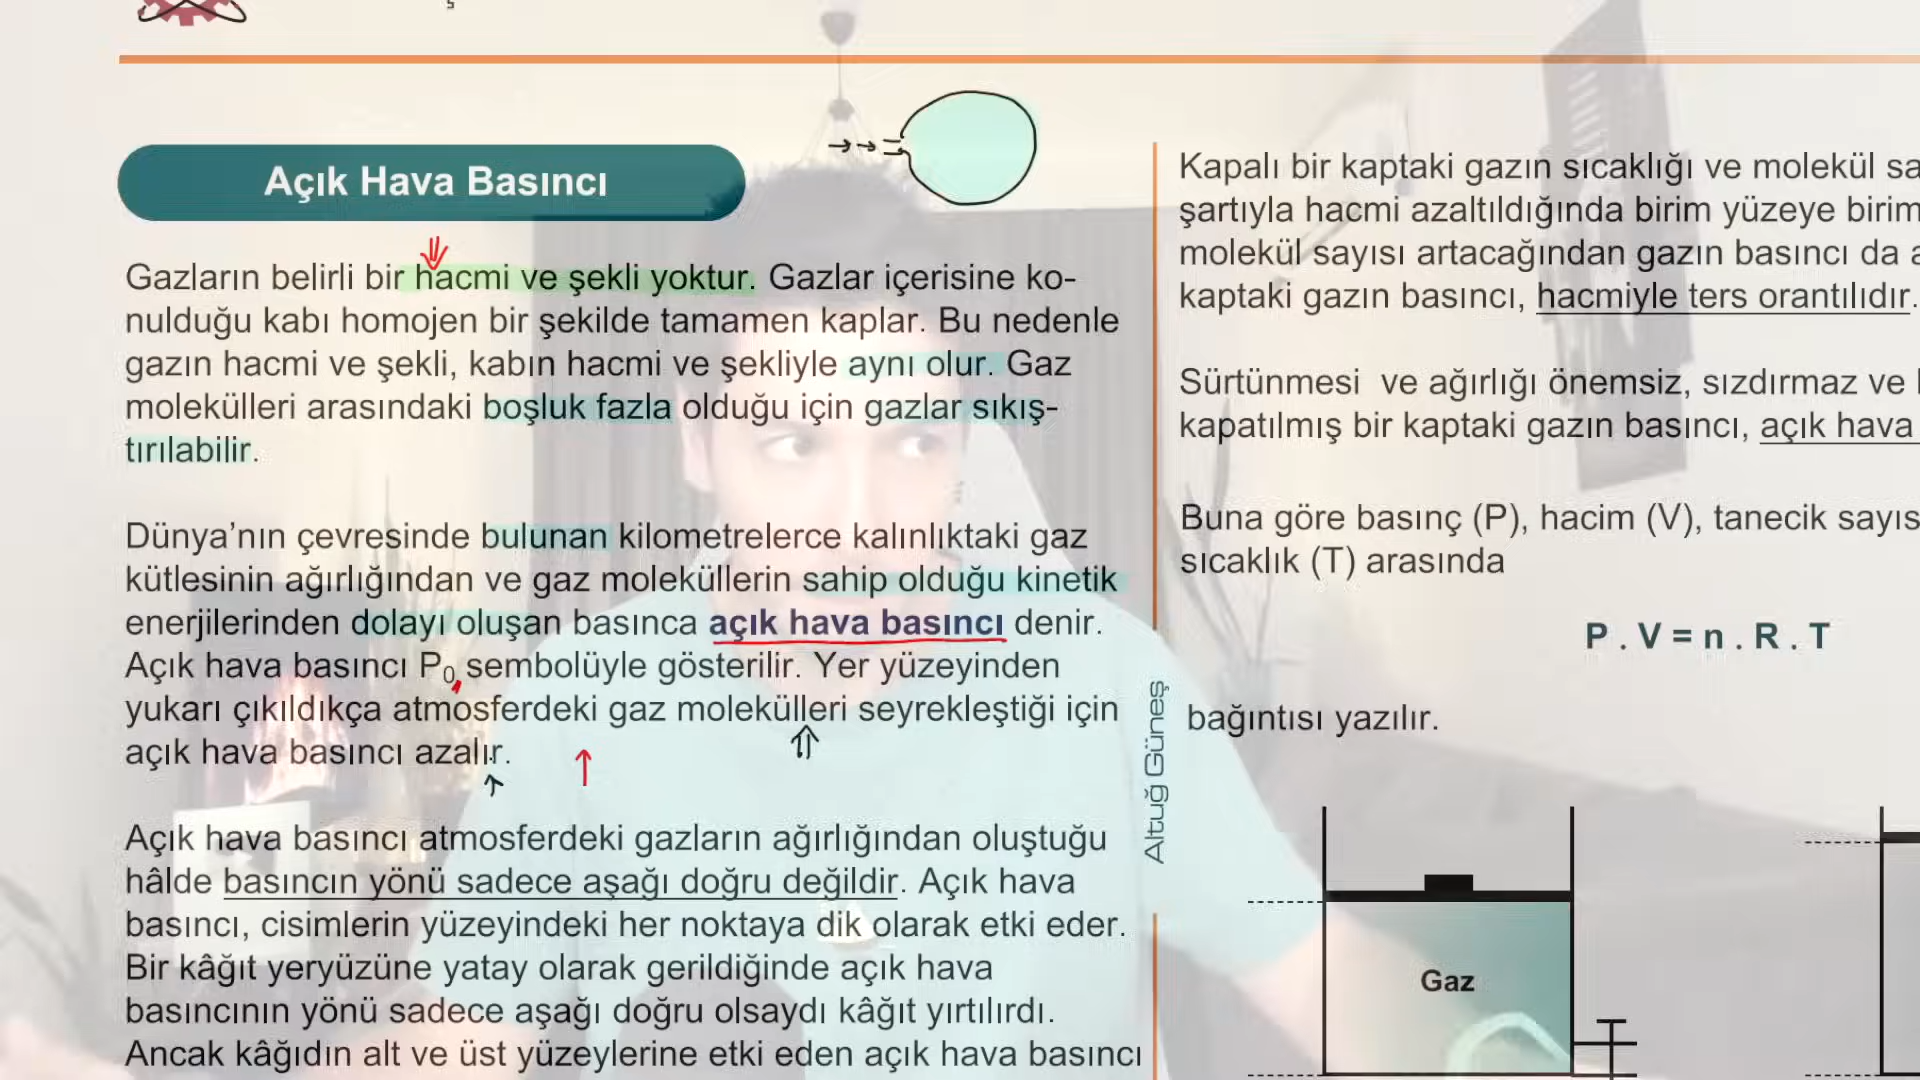 Açık Hava Basıncı
Gazların belirli bir hacmi ve şekli yoktur. Gazlar içerisine ko-
nulduğu kabı homojen bir şekilde tamamen kaplar. Bu nedenle
gazın hacmi ve şekli, kabın hacmi ve şekliyle aynı olur. Gaz
molekülleri arasındaki boşluk fazla olduğu için gazlar sıkış-
tırılabilir.
Dünya’nın çevresinde bulunan kilometrelerce kalınlıktaki gaz
kütlesinin ağırlığından ve gaz moleküllerin sahip olduğu kinetik
enerjilerinden dolayı oluşan basınca açık hava basıncı denir.
Açık hava basıncı P₀ sembolüyle gösterilir. Yer yüzeyinden
yukarı çıkıldıkça atmosferdeki gaz molekülleri seyrekleştiği için
açık hava basıncı azalır.
Açık hava basıncı atmosferdeki gazların ağırlığından oluştuğu
hâlde basıncın yönü sadece aşağı doğru değildir. Açık hava
basıncı, cisimlerin yüzeyindeki her noktaya dik olarak etki eder.
Bir kâğıt yeryüzüne yatay olarak gerildiğinde açık hava
basıncının yönü sadece aşağı doğru olsaydı kâğıt yırtılırdı.
Ancak kâğıdın alt ve üst yüzeylerine etki eden açık hava basıncı
Altuğ Güneş
Kapalı bir kaptaki gazın sıcaklığı ve molekül
şartıyla hacmi azaltıldığında birim yüzeye birim
molekül sayısı artacağından gazın basıncı da
kaptaki gazın basıncı, hacmiyle ters orantılıdır.
Sürtünmesi ve ağırlığı önemsiz, sızdırmaz ve
kapatılmış bir kaptaki gazın basıncı, açık hava
Buna göre basınç (P), hacim (V), tanecik
sıcaklık (T) arasında
P . V = n . R . T
bağıntısı yazılır.
Gaz